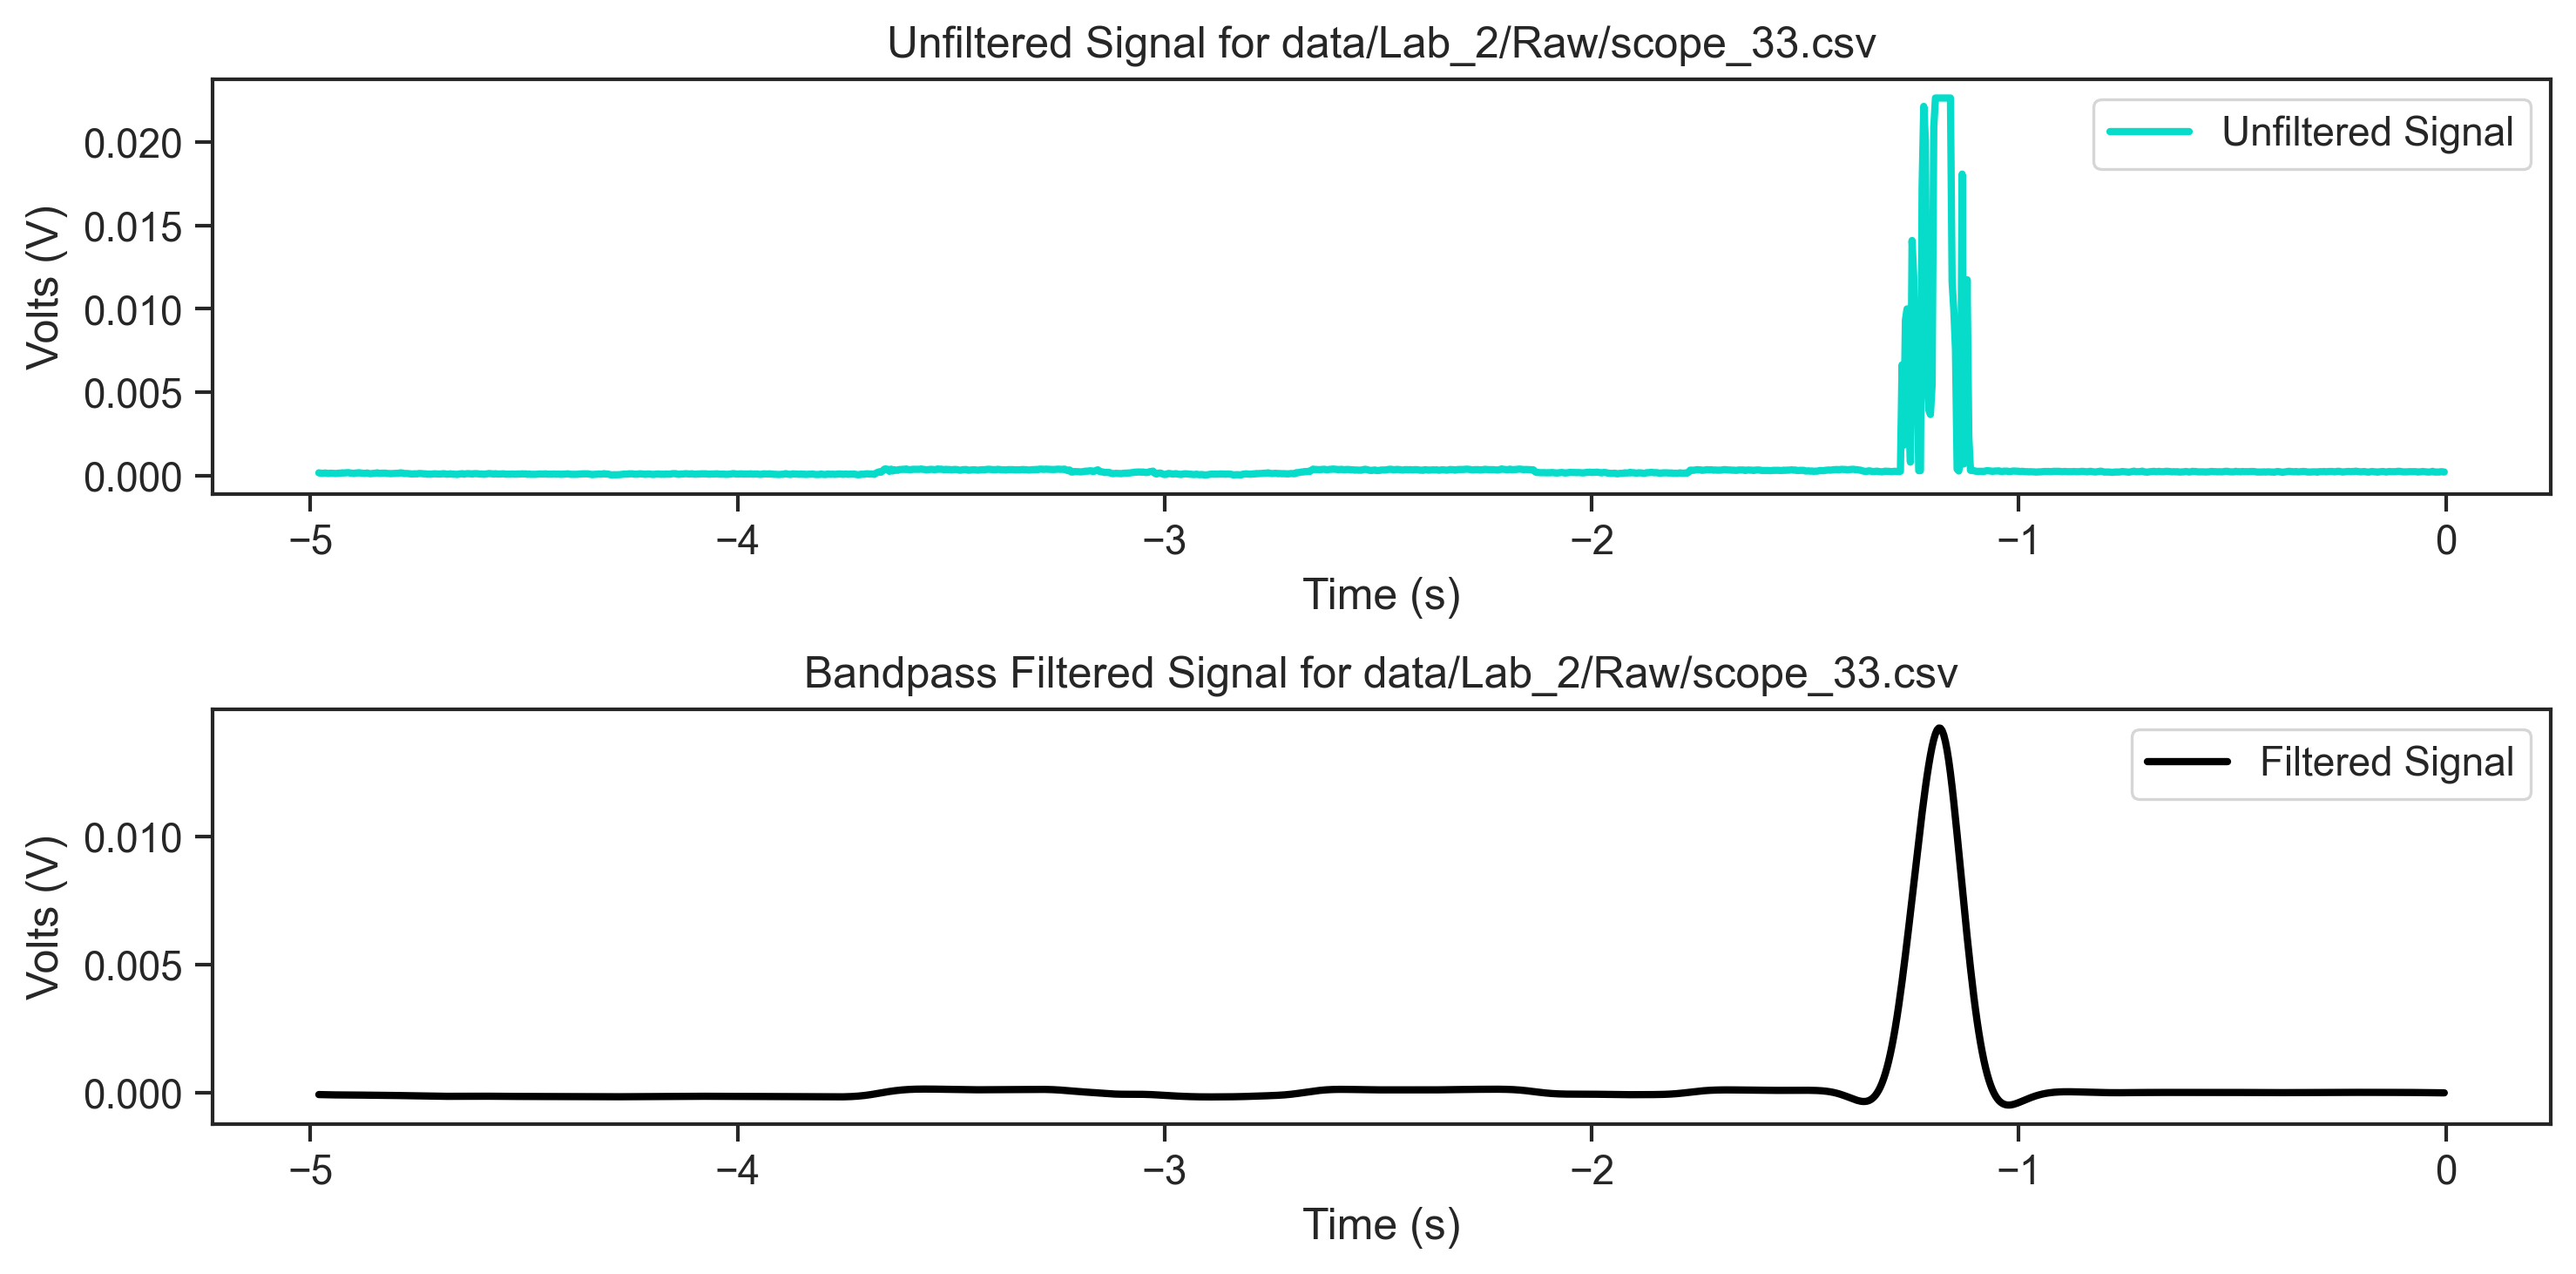 Unfiltered Signal for data/Lab_2/Raw/scope_33.csv
Unfiltered Signal
Volts (V)
0.020
0.015
0.010
0.005
0.000
−5 −4 −3 −2 −1 0
Time (s)
Bandpass Filtered Signal for data/Lab_2/Raw/scope_33.csv
Filtered Signal
Volts (V)
0.010
0.005
0.000
−5 −4 −3 −2 −1 0
Time (s)